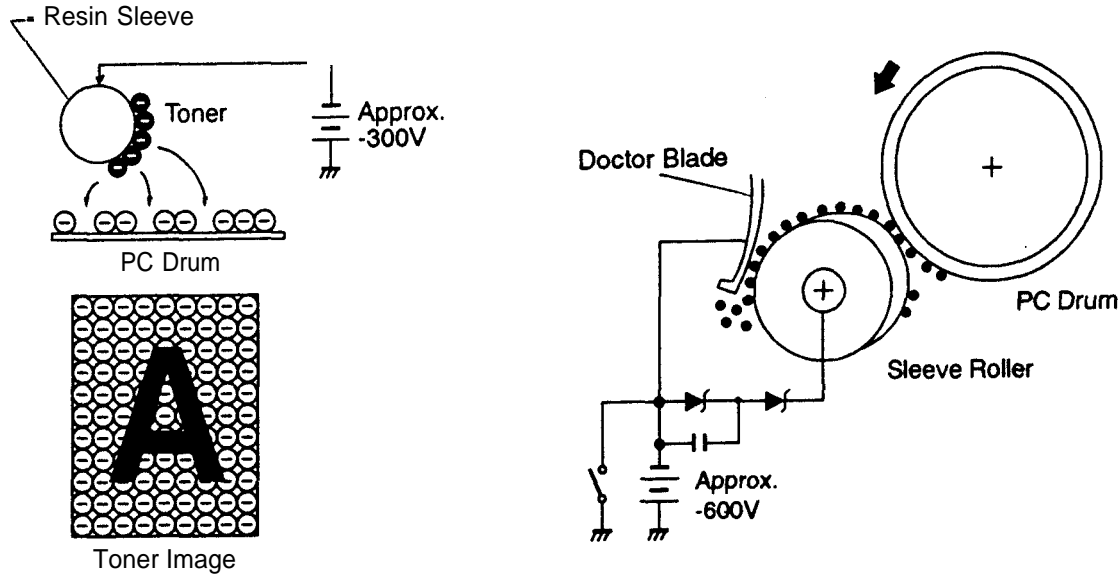 Resin Sleeve
Toner
Approx.
-300V
PC Drum
A
Toner Image
Doctor Blade
PC Drum
Sleeve Roller
Approx.
-600V